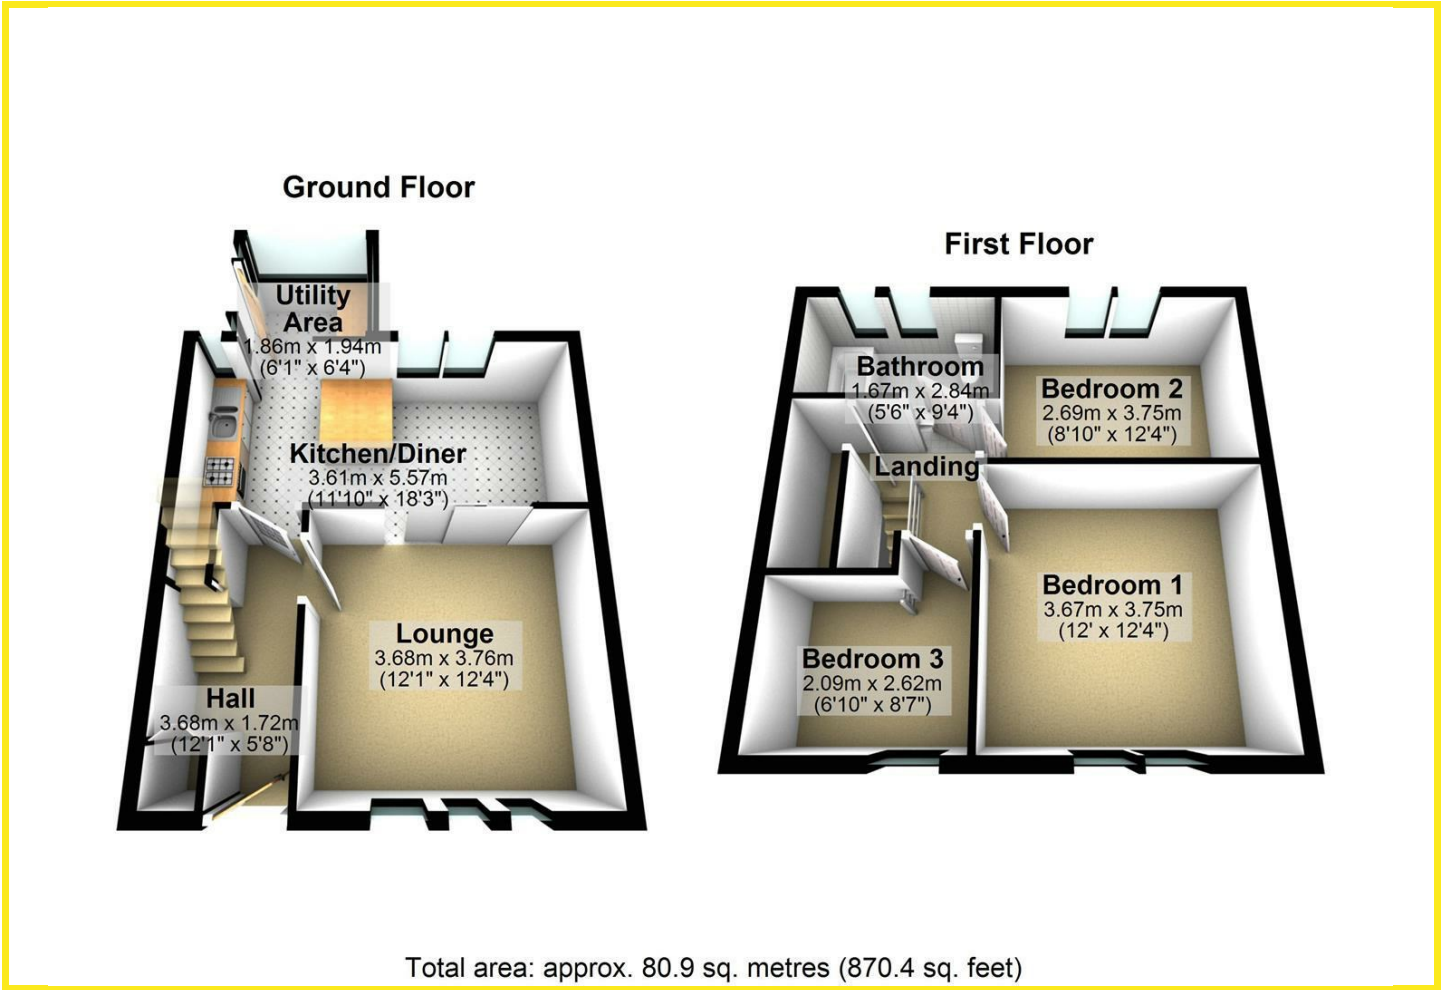 Ground Floor
Utility
Area
1.86m x 1.94m
(6'1" x 6'4")
Kitchen/Diner
3.61m x 5.57m
(11'10" x 18'3")
Lounge
3.68m x 3.76m
(12'1" x 12'4")
Hall
3.68m x 1.72m
(12'1" x 5'8")
First Floor
Bathroom
1.67m x 2.84m
(5'6" x 9'4")
Bedroom 2
2.69m x 3.75m
(8'10" x 12'4")
Landing
Bedroom 1
3.67m x 3.75m
(12' x 12'4")
Bedroom 3
2.09m x 2.62m
(6'10" x 8'7")
Total area: approx. 80.9 sq. metres (870.4 sq. feet)